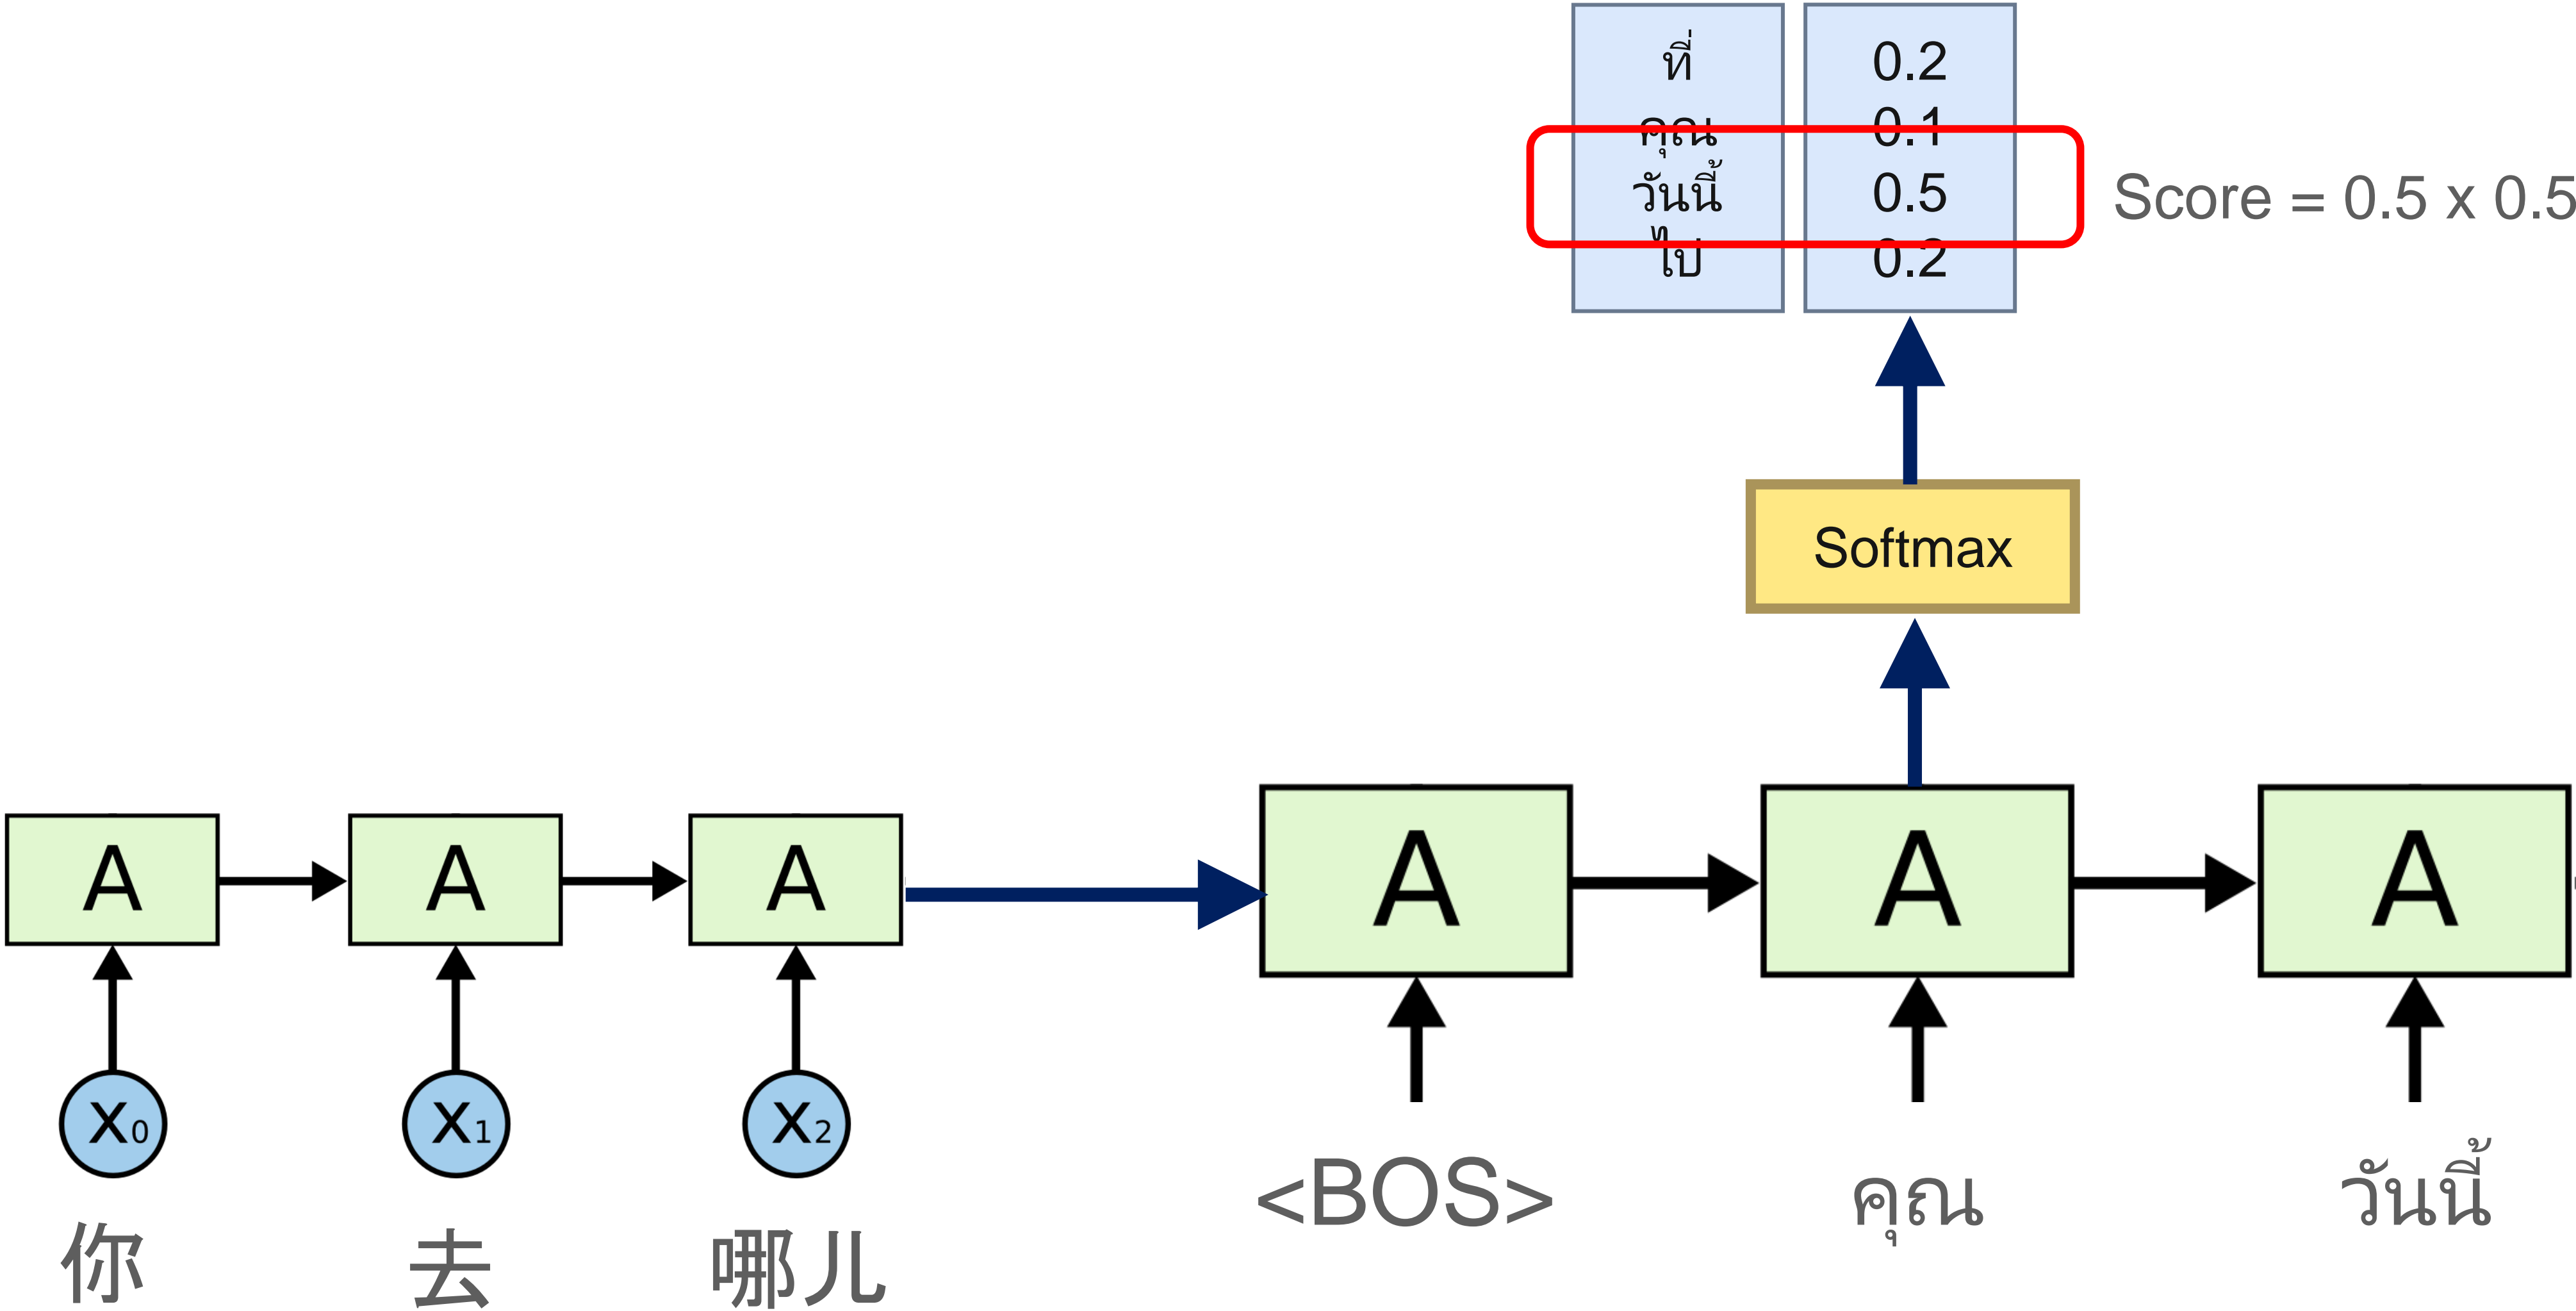 ที่ 0.2
คุณ 0.1
วันนี้ 0.5
ไป 0.2
Score = 0.5 x 0.5
Softmax
A A A A A A
x₀ x₁ x₂
<BOS> คุณ วันนี้
你 去 哪儿